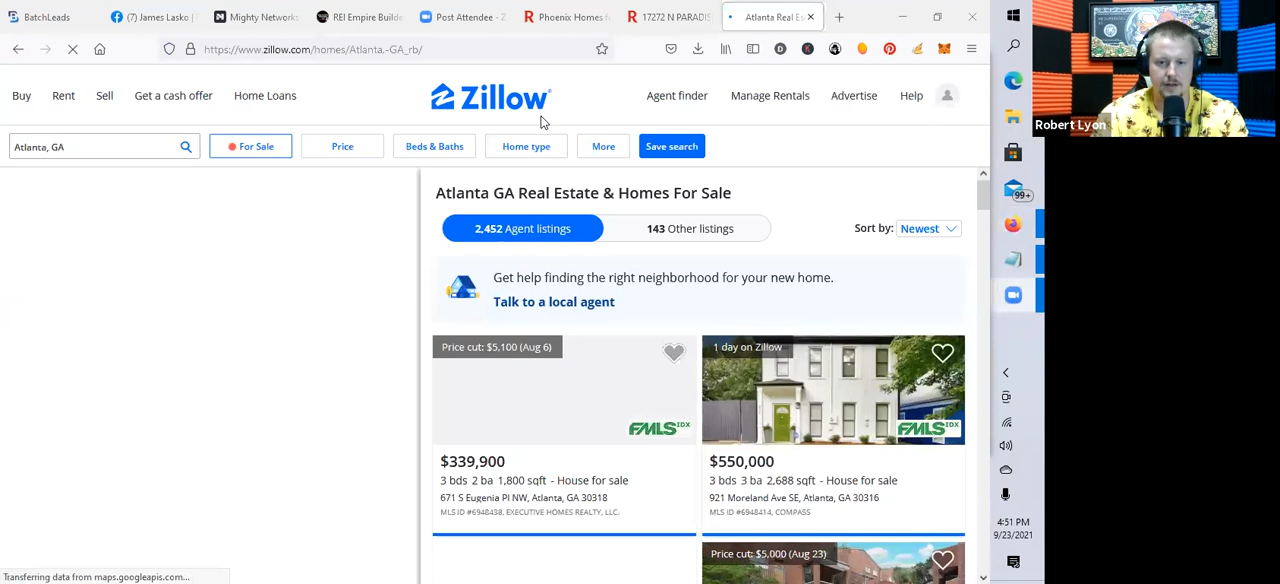 BatchLeads
(7) James Lasko |
Mighty Networks
REI Empire Builde
Post Attendee - Z
Phoenix Homes f
17272 N PARADIS
Atlanta Real Es
https://www.zillow.com/homes/Atlanta,-GA_rb/
Buy
Rent
Sell
Get a cash offer
Home Loans
Zillow
Agent finder
Manage Rentals
Advertise
Help
Atlanta, GA
For Sale
Price
Beds & Baths
Home type
More
Save search
Atlanta GA Real Estate & Homes For Sale
2,452 Agent listings
143 Other listings
Sort by: Newest
Get help finding the right neighborhood for your new home.
Talk to a local agent
Price cut: $5,100 (Aug 6)
1 day on Zillow
FMLS IDX
FMLS IDX
$339,900
3 bds 2 ba 1,800 sqft - House for sale
671 S Eugenia Pl NW, Atlanta, GA 30318
MLS ID #6948438, EXECUTIVE HOMES REALTY, LLC.
$550,000
3 bds 3 ba 2,688 sqft - House for sale
921 Moreland Ave SE, Atlanta, GA 30316
MLS ID #6948414, COMPASS
Price cut: $5,000 (Aug 23)
Transferring data from maps.googleapis.com...
Robert Lyon
99+
4:51 PM
9/23/2021